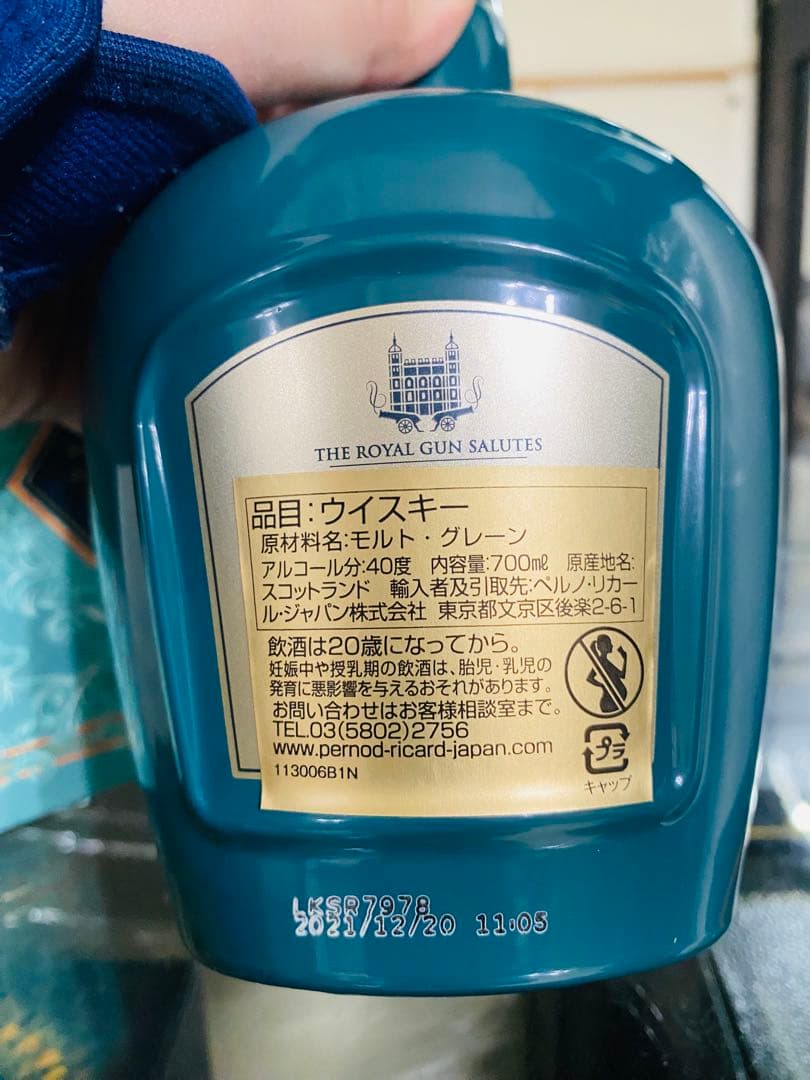 THE ROYAL GUN SALUTES
品目:ウイスキー
原材料名:モルト・グレーン
アルコール分:40度 内容量:700ml 原産地名:
スコットランド 輸入者及引取先:ペルノ・リカー
ル・ジャパン株式会社 東京都文京区後楽2-6-1
飲酒は20歳になってから。
妊娠中や授乳期の飲酒は、胎児・乳児の
発育に悪影響を与えるおそれがあります。
お問い合わせはお客様相談室まで。
TEL.03(5802)2756
www.pernod-ricard-japan.com
113006B1N
プラ
キャップ
LKSR7978
2021/12/20 11:05